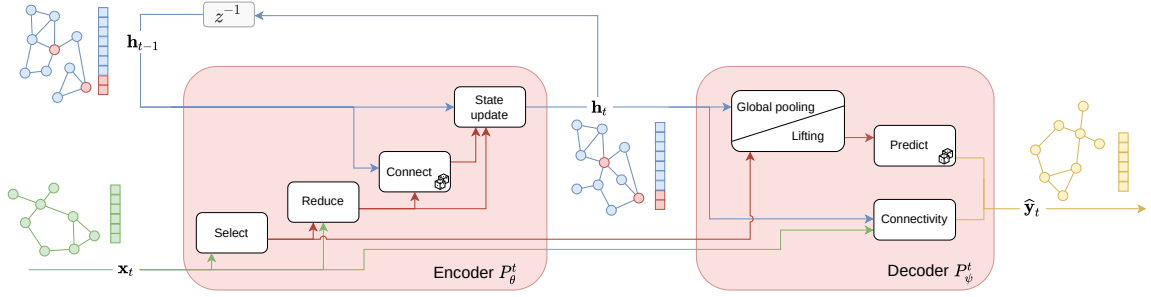 z⁻¹
h_{t-1}
State
update
h_t
Global pooling
Lifting
Predict
Connect
Reduce
Select
Connectivity
ŷ_t
x_t
Encoder P_θ^t
Decoder P_ψ^t